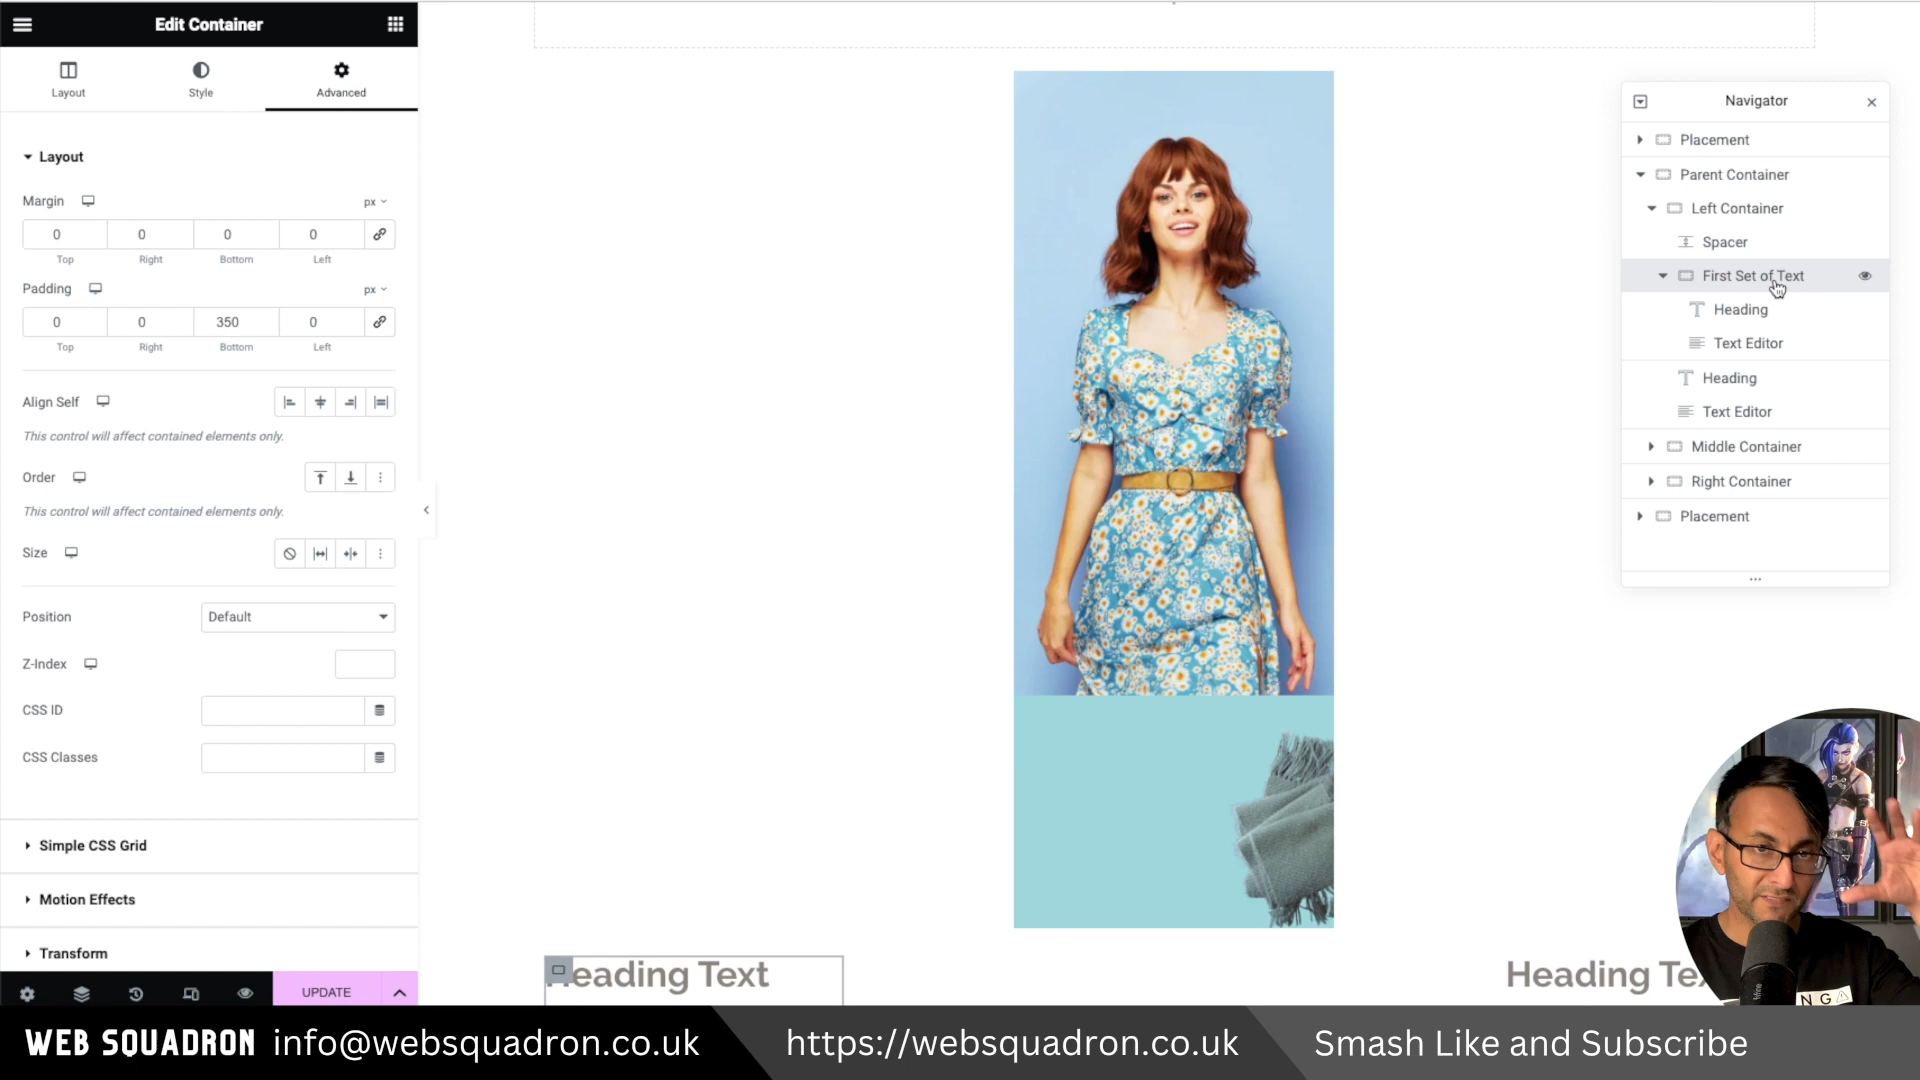 Edit Container
Layout
Style
Advanced
Layout
Margin
px
0
0
0
0
Top
Right
Bottom
Left
Padding
px
0
0
350
0
Top
Right
Bottom
Left
Align Self
This control will affect contained elements only.
Order
This control will affect contained elements only.
Size
Position
Default
Z-Index
CSS ID
CSS Classes
Simple CSS Grid
Motion Effects
Transform
UPDATE
Navigator
Placement
Parent Container
Left Container
Spacer
First Set of Text
Heading
Text Editor
Heading
Text Editor
Middle Container
Right Container
Placement
eading Text
Heading Te
NG
WEB SQUADRON
info@websquadron.co.uk
https://websquadron.co.uk
Smash Like and Subscribe